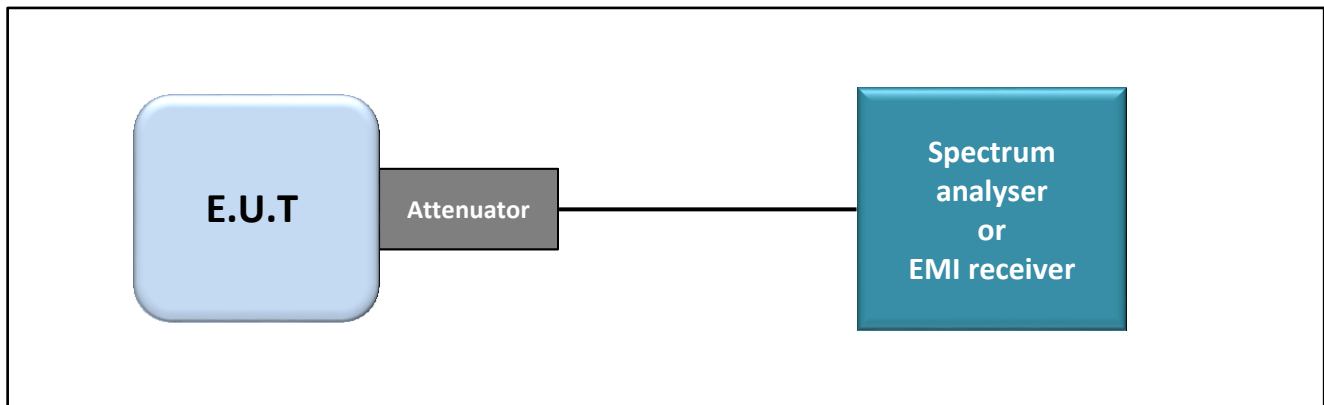 E.U.T
Attenuator
Spectrum
analyser
or
EMI receiver